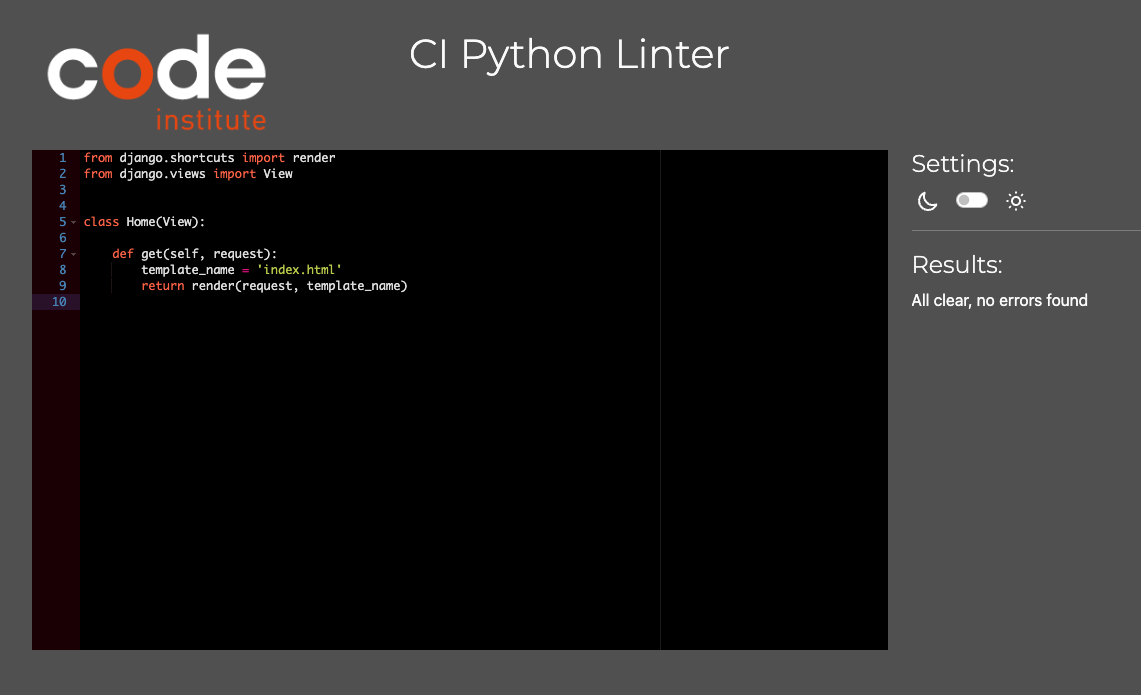 code
institute
CI Python Linter
1 from django.shortcuts import render
2 from django.views import View
3
4
5 class Home(View):
6
7     def get(self, request):
8         template_name = 'index.html'
9         return render(request, template_name)
10
Settings:
Results:
All clear, no errors found